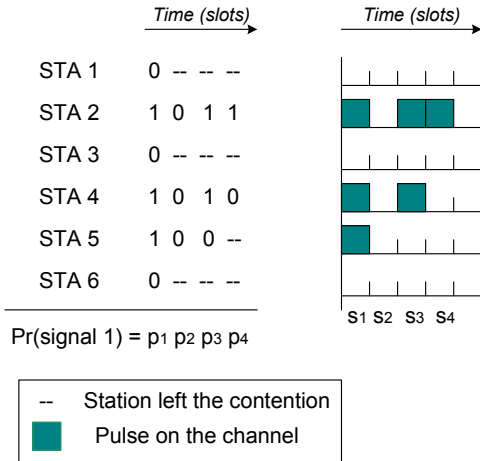 Time (slots) Time (slots)
STA 1 0 -- -- --
STA 2 1 0 1 1
STA 3 0 -- -- --
STA 4 1 0 1 0
STA 5 1 0 0 --
STA 6 0 -- -- --
s1 s2 s3 s4
Pr(signal 1) = p1 p2 p3 p4
-- Station left the contention
Pulse on the channel